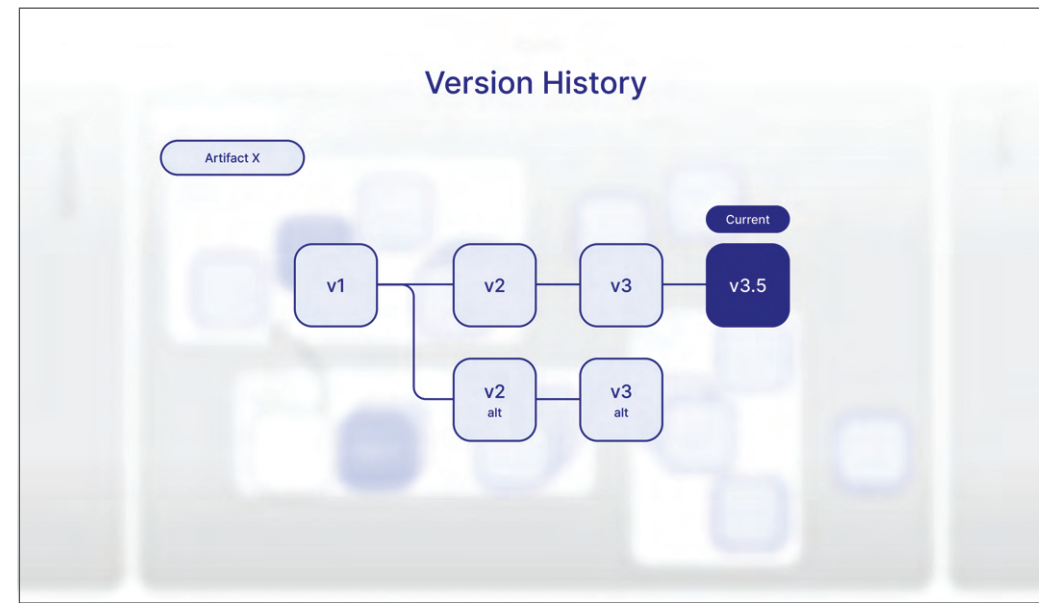 Version History
Artifact X
Current
v1
v2
v3
v3.5
v2
alt
v3
alt